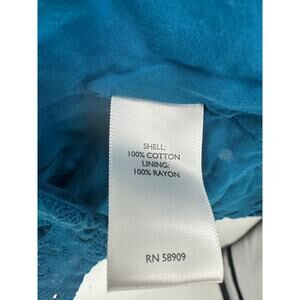 SHELL:
100% COTTON
LINING:
100% RAYON
RN 58909